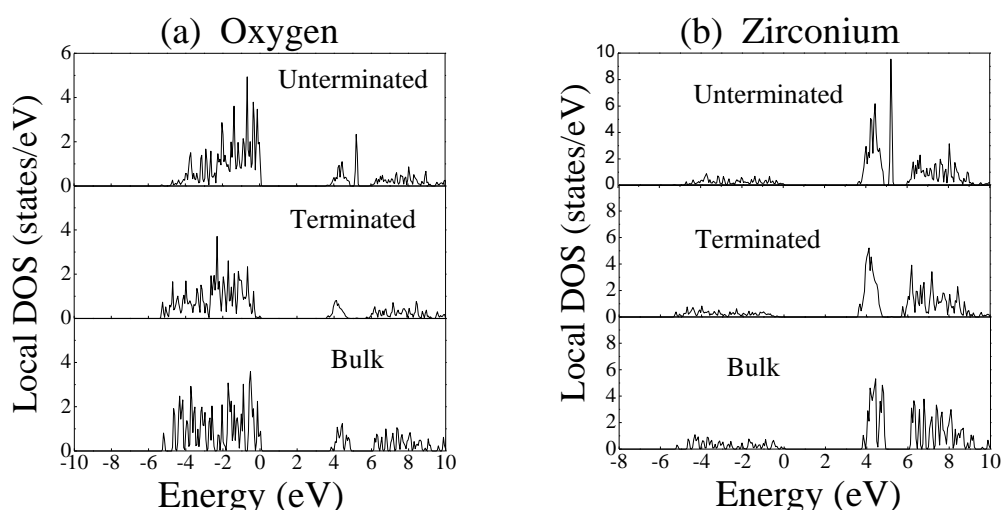 (a) Oxygen
Local DOS (states/eV)
6
4
2
0
Unterminated
4
2
0
Terminated
4
2
0
Bulk
-10 -8 -6 -4 -2 0 2 4 6 8 10
Energy (eV)
(b) Zirconium
Local DOS (states/eV)
10
8
6
4
2
0
Unterminated
8
6
4
2
0
Terminated
8
6
4
2
0
Bulk
-8 -6 -4 -2 0 2 4 6 8 10
Energy (eV)